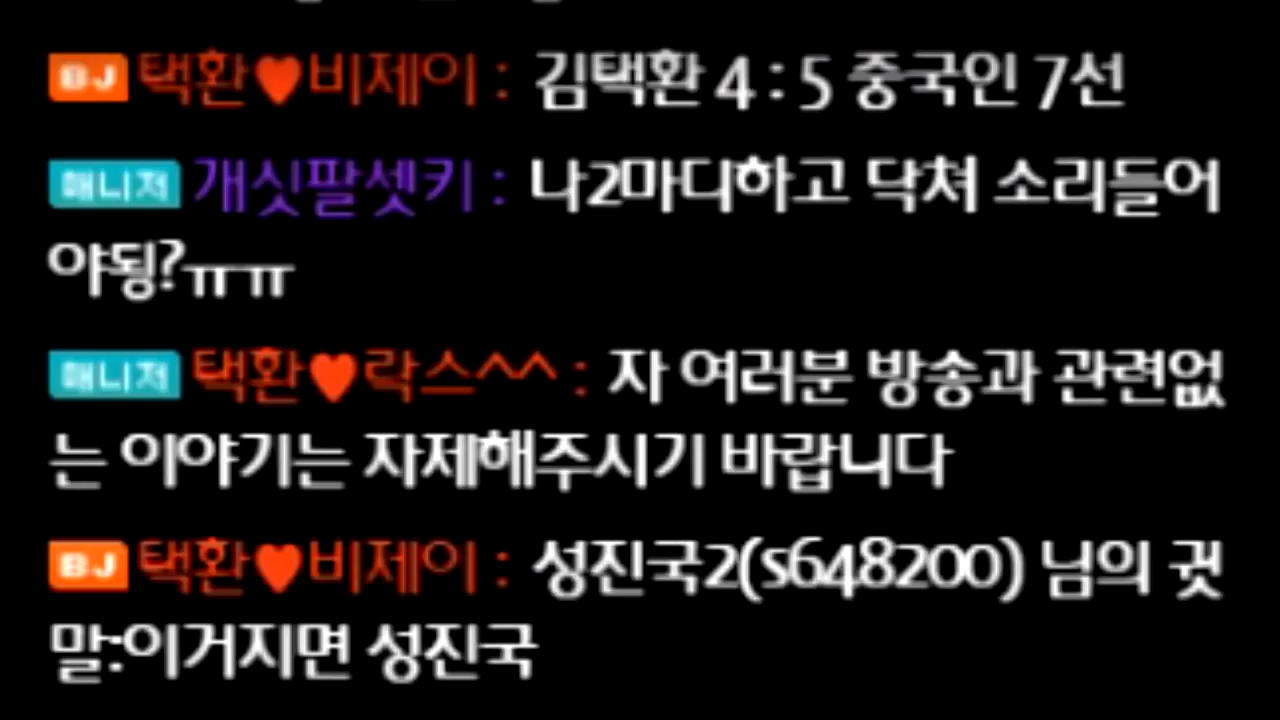 BJ 택환♥비제이 : 김택환 4 : 5 중국인 7선
매니저 개싯팔셋키 : 나2마디하고 닥쳐 소리들어
야됭?ㅠㅠ
매니저 택환♥락스^^ : 자 여러분 방송과 관련없
는 이야기는 자제해주시기 바랍니다
BJ 택환♥비제이 : 성진국2(s648200) 님의 귓
말:이거지면 성진국